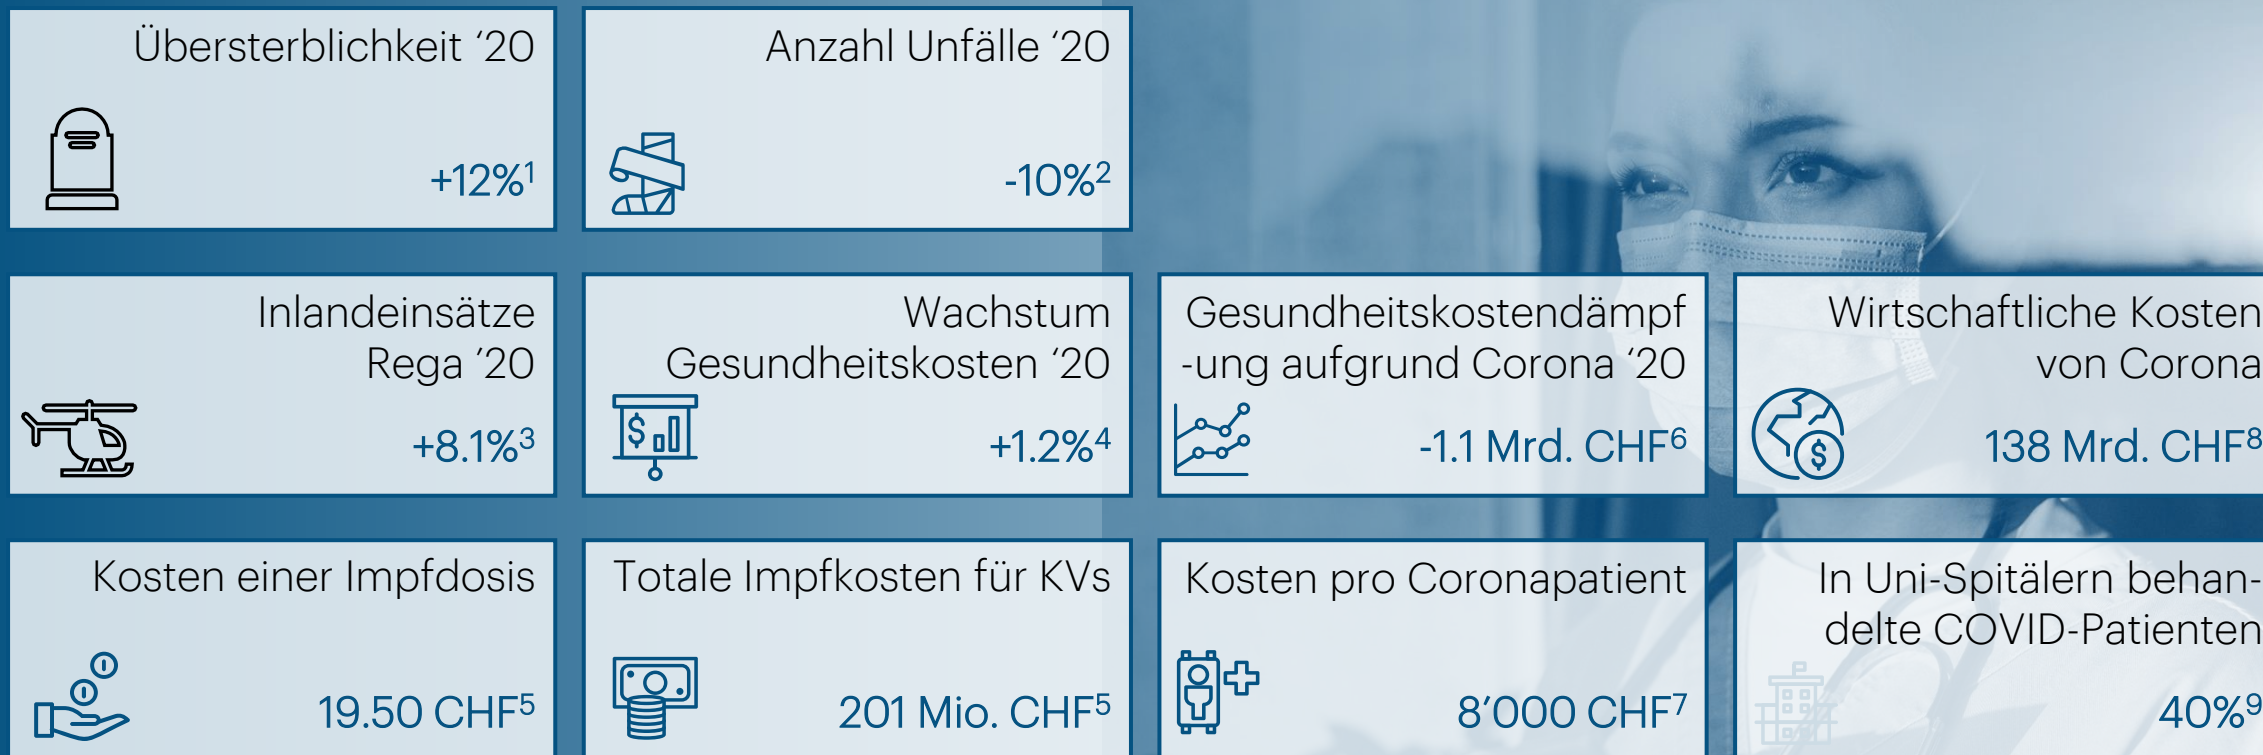 Übersterblichkeit ‘20
+12%¹
Anzahl Unfälle ‘20
-10%²
Inlandeinsätze
Rega ‘20
+8.1%³
Wachstum
Gesundheitskosten ‘20
+1.2%⁴
Gesundheitskostendämpf
-ung aufgrund Corona ‘20
-1.1 Mrd. CHF⁶
Wirtschaftliche Kosten
von Corona
138 Mrd. CHF⁸
Kosten einer Impfdosis
19.50 CHF⁵
Totale Impfkosten für KVs
201 Mio. CHF⁵
Kosten pro Coronapatient
8’000 CHF⁷
In Uni-Spitälern behan-
delte COVID-Patienten
40%⁹